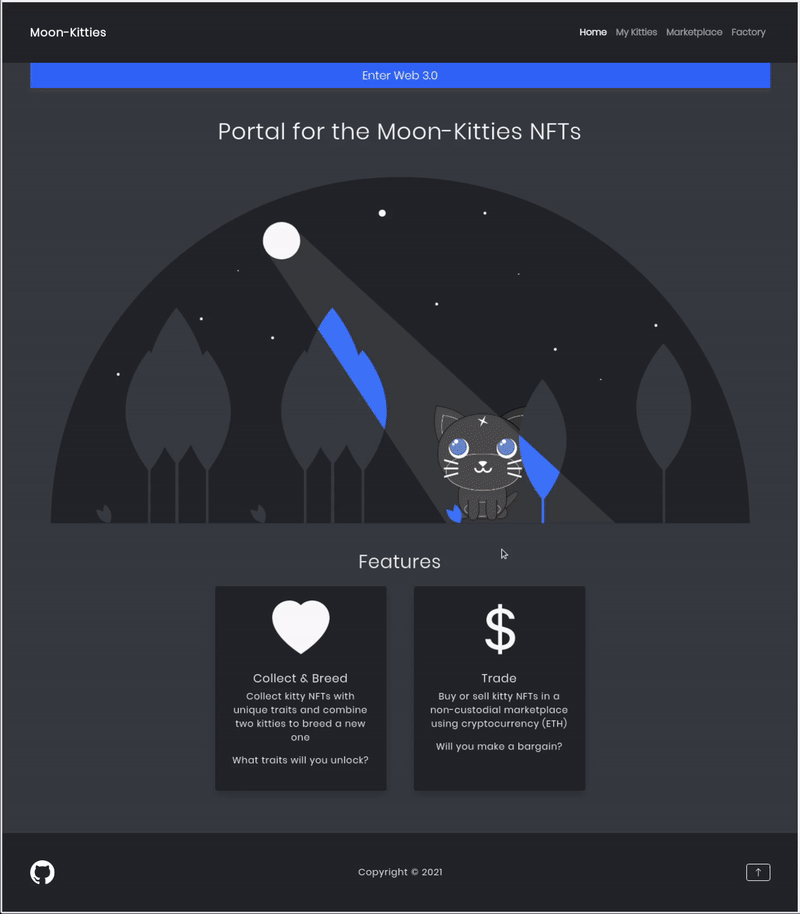 Moon-Kitties
Home My Kitties Marketplace Factory
Enter Web 3.0
Portal for the Moon-Kitties NFTs
Features
Collect & Breed
Collect kitty NFTs with
unique traits and combine
two kitties to breed a new
one
What traits will you unlock?
Trade
Buy or sell kitty NFTs in a
non-custodial marketplace
using cryptocurrency (ETH)
Will you make a bargain?
Copyright © 2021